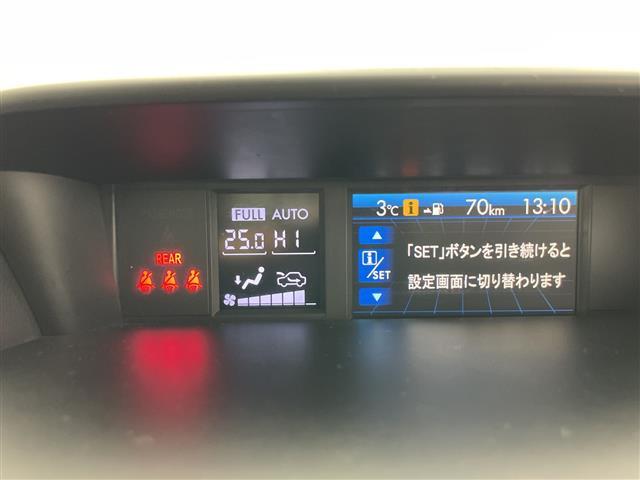 REAR
FULL AUTO
25.0 HI
3℃ i 70km 13:10
i/SET
「SET」ボタンを引き続けると
設定画面に切り替わります